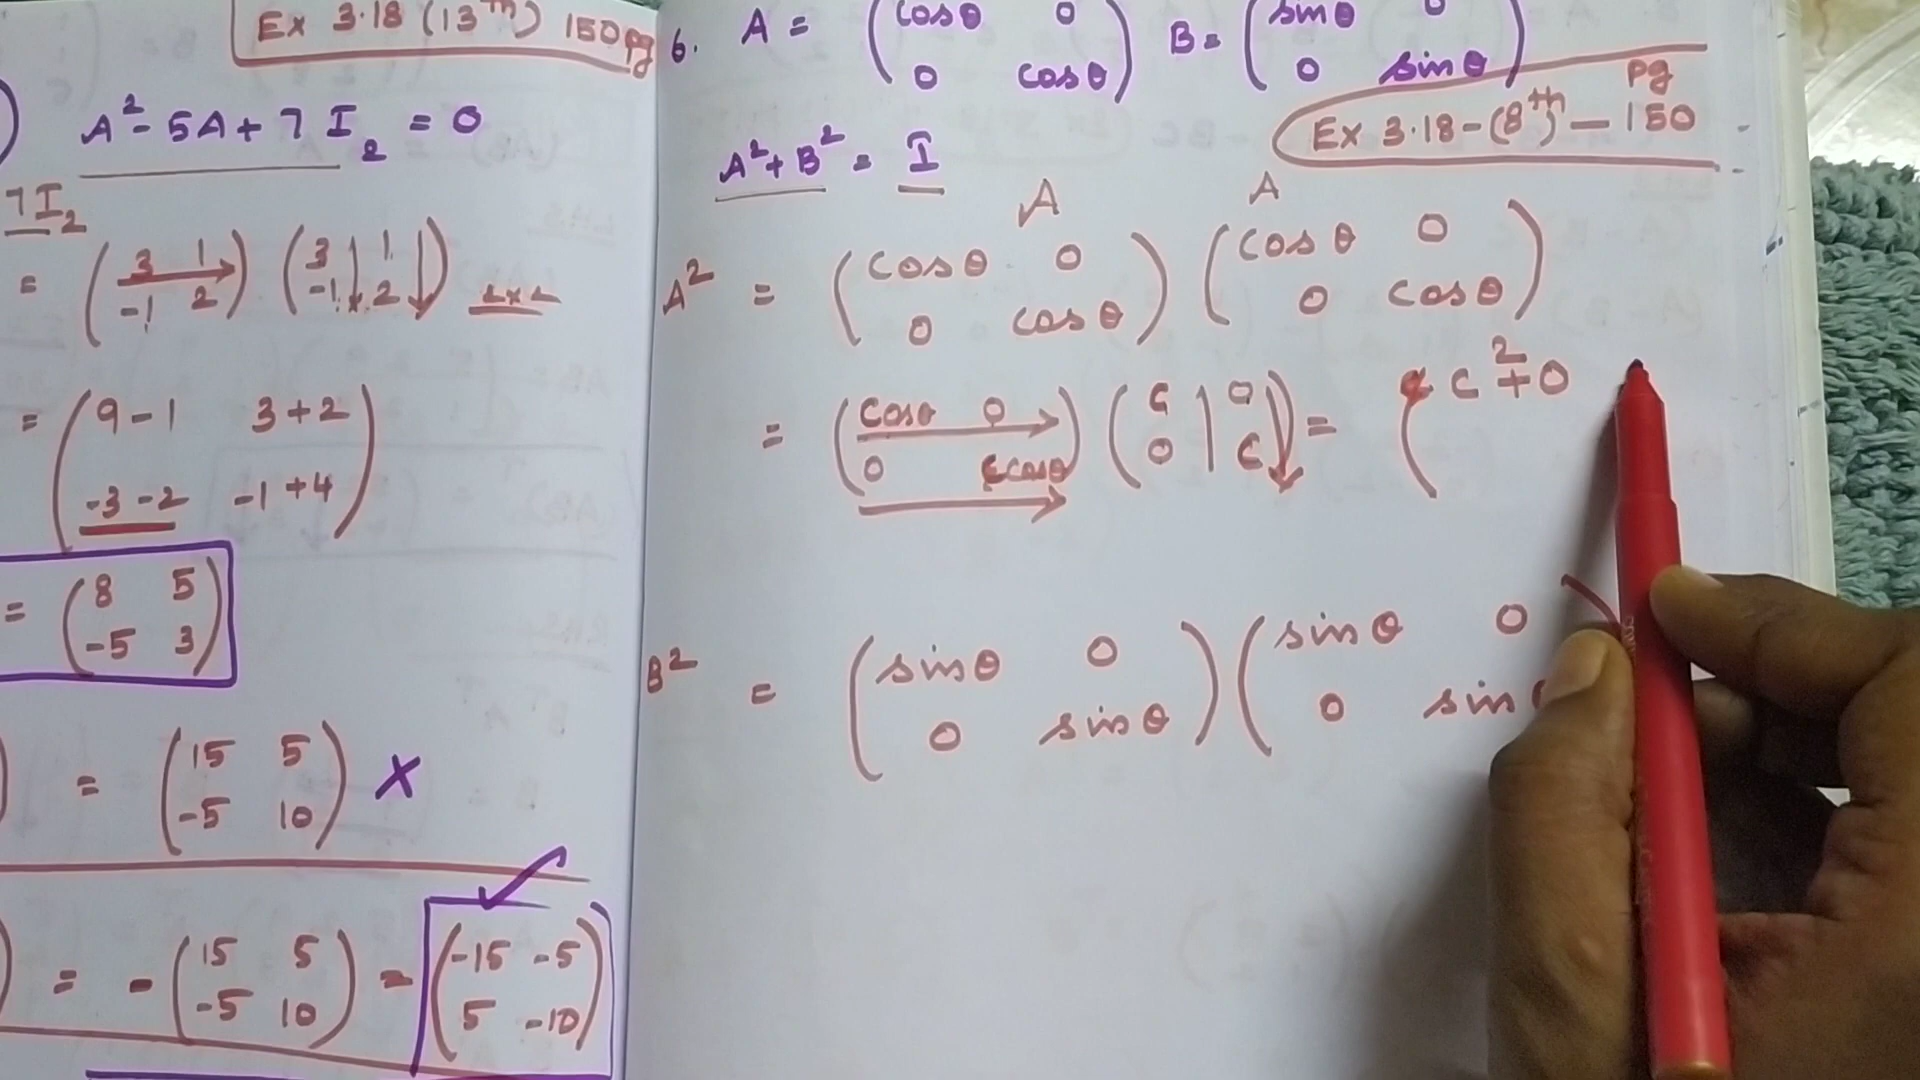 Ex 3.18 (13th) 150 pg
A² - 5A + 7 I₂ = 0
7I₂
= (3 1
-1 2) (3 1
-1 2) 2x2
= (9-1 3+2
-3-2 -1+4)
= (8 5
-5 3)
= (15 5
-5 10) X
= -(15 5
-5 10) = (-15 -5
5 -10)
6. A = (cosθ 0
0 cosθ) B = (sinθ 0
0 sinθ)
pg
Ex 3.18 - (8th) - 150
A² + B² = I
A A
A² = (cosθ 0
0 cosθ) (cosθ 0
0 cosθ)
= (cosθ 0
0 cosθ) (c 0
0 c) = (c²+0
B² = (sinθ 0
0 sinθ) (sinθ 0
0 sin